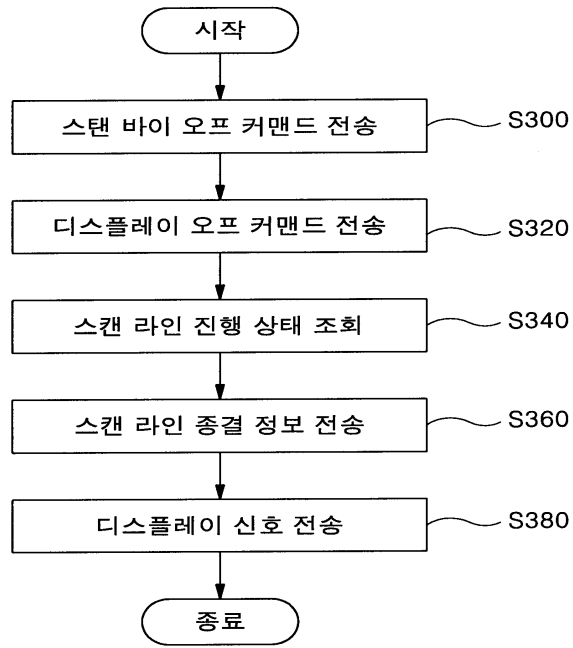 시작
스탠 바이 오프 커맨드 전송 S300
디스플레이 오프 커맨드 전송 S320
스캔 라인 진행 상태 조회 S340
스캔 라인 종결 정보 전송 S360
디스플레이 신호 전송 S380
종료